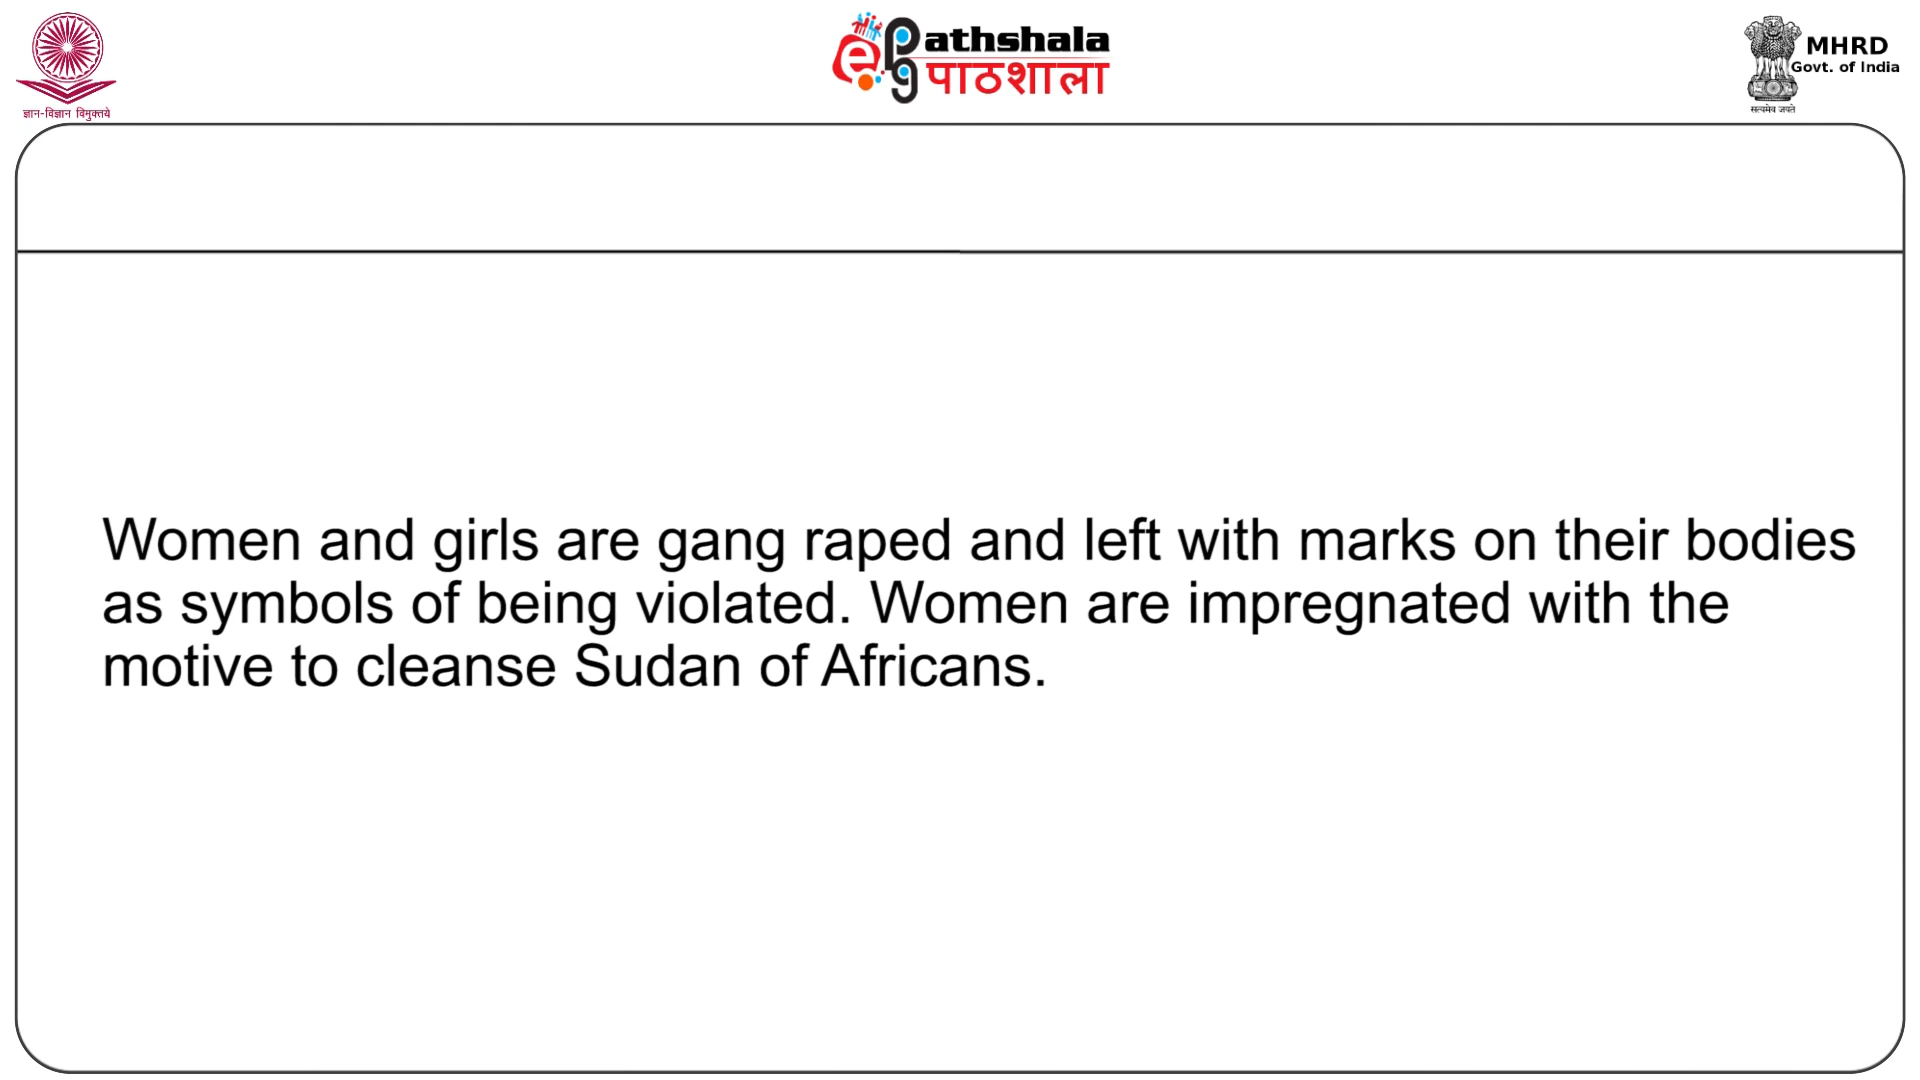 ज्ञान-विज्ञान विमुक्तये
ePathshala
पाठशाला
pg
MHRD
Govt. of India
सत्यमेव जयते
Women and girls are gang raped and left with marks on their bodies
as symbols of being violated. Women are impregnated with the
motive to cleanse Sudan of Africans.